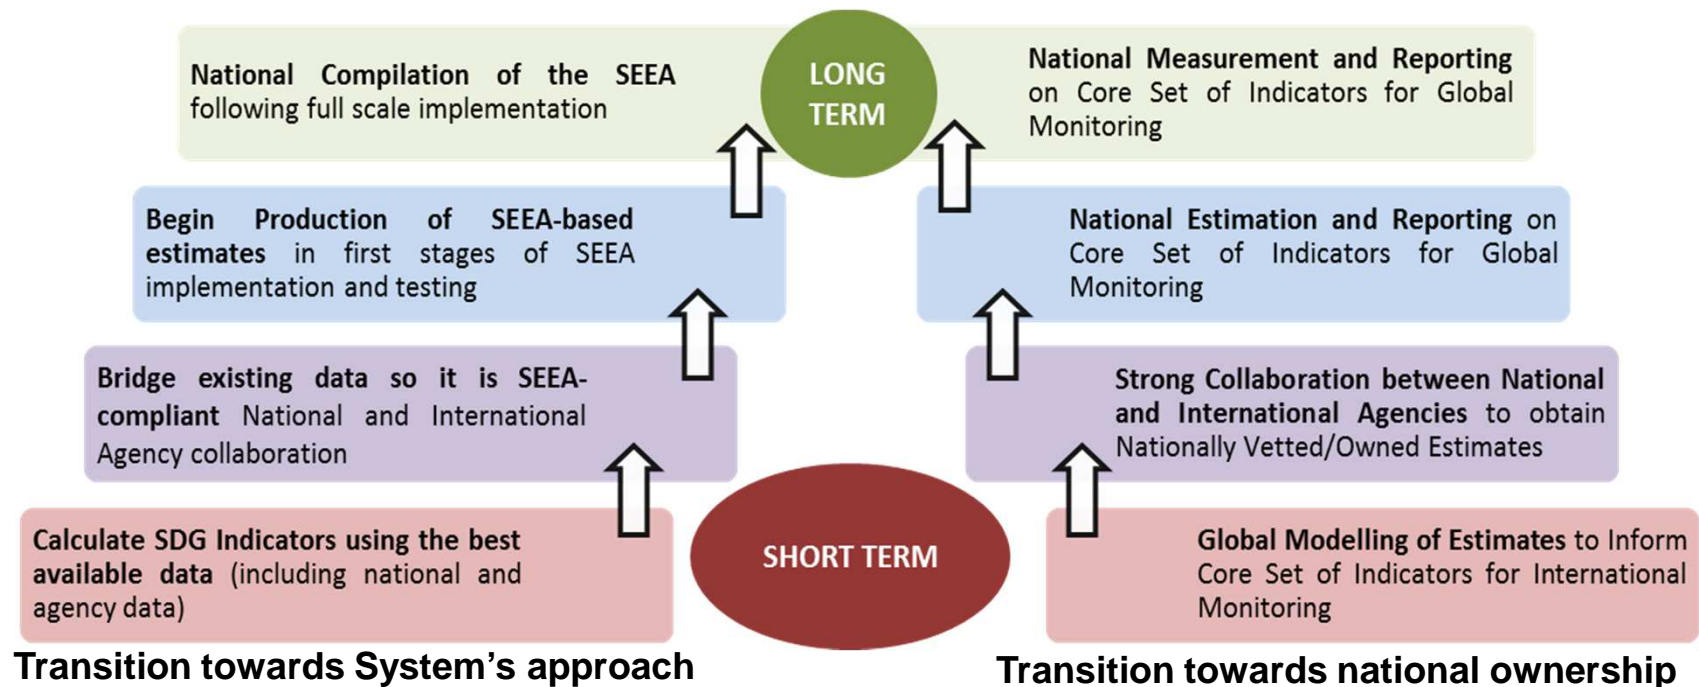 National Compilation of the SEEA
following full scale implementation
LONG
TERM
National Measurement and Reporting
on Core Set of Indicators for Global
Monitoring
Begin Production of SEEA-based
estimates in first stages of SEEA
implementation and testing
National Estimation and Reporting on
Core Set of Indicators for Global
Monitoring
Bridge existing data so it is SEEA-
compliant National and International
Agency collaboration
Strong Collaboration between National
and International Agencies to obtain
Nationally Vetted/Owned Estimates
Calculate SDG Indicators using the best
available data (including national and
agency data)
SHORT TERM
Global Modelling of Estimates to Inform
Core Set of Indicators for International
Monitoring
Transition towards System’s approach
Transition towards national ownership